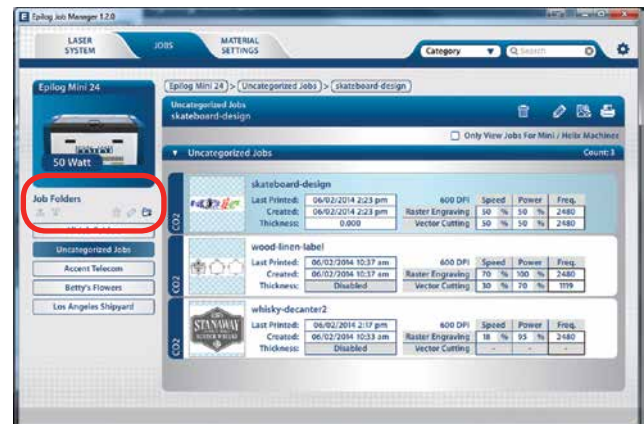 Epilog Job Manager 1.2.0
LASER SYSTEM
JOBS
MATERIAL SETTINGS
Category
Search
Epilog Mini 24
50 Watt
Job Folders
Uncategorized Jobs
Accent Telecom
Betty's Flowers
Los Angeles Shipyard
Epilog Mini 24 > Uncategorized Jobs > skateboard-design
Uncategorized Jobs
skateboard-design
Only View Jobs For Mini / Helix Machines
Uncategorized Jobs Count: 3
CO2
skateboard-design
Last Printed: 06/02/2014 2:23 pm 600 DPI Speed Power Freq.
Created: 06/02/2014 2:23 pm Raster Engraving 50 % 50 % 2480
Thickness: 0.000 Vector Cutting 50 % 50 % 2480
CO2
wood-linen-label
Last Printed: 06/02/2014 10:37 am 600 DPI Speed Power Freq.
Created: 06/02/2014 10:37 am Raster Engraving 70 % 100 % 2480
Thickness: Disabled Vector Cutting 30 % 70 % 1119
CO2
STANAWAY
whisky-decanter2
Last Printed: 06/02/2014 2:17 pm 600 DPI Speed Power Freq.
Created: 06/02/2014 10:33 am Raster Engraving 18 % 95 % 2480
Thickness: Disabled Vector Cutting - - -